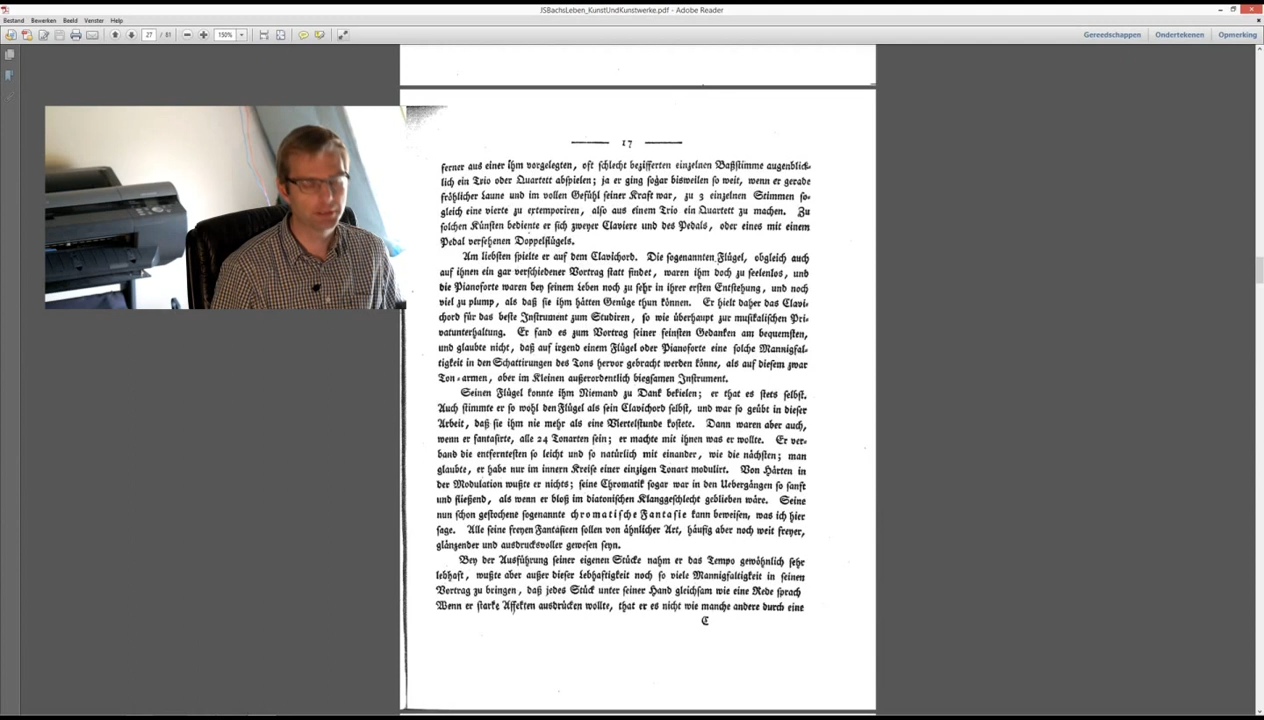 JSBachsLeben_KunstUndKunstwerke.pdf - Adobe Reader
Bestand Bewerken Beeld Venster Help
27 / 81 150% Gereedschappen Ondertekenen Opmerking
17
ferner aus einer ihm vorgelegten, oft schlecht bezifferten einzelnen Baßstimme augenblick-
lich ein Trio oder Quartett abspielen; ja er ging sogar bisweilen so weit, wenn er gerade
fröhlicher Laune und im vollen Gefühl seiner Kraft war, zu 3 einzelnen Stimmen so-
gleich eine vierte zu extemporiren, also aus einem Trio ein Quartett zu machen. Zu
solchen Künsten bediente er sich zweyer Claviere und des Pedals, oder eines mit einem
Pedal versehenen Doppelflügels.
Am liebsten spielte er auf dem Clavichord. Die sogenannten Flügel, obgleich auch
auf ihnen ein gar verschiedener Vortrag statt findet, waren ihm doch zu seelenlos, und
die Pianoforte waren bey seinem Leben noch zu sehr in ihrer ersten Entstehung, und noch
viel zu plump, als daß sie ihm hätten Genüge thun können. Er hielt daher das Clavi-
chord für das beste Instrument zum Studiren, so wie überhaupt zur musikalischen Pri-
vatunterhaltung. Er fand es zum Vortrag seiner feinsten Gedanken am bequemsten,
und glaubte nicht, daß auf irgend einem Flügel oder Pianoforte eine solche Mannigfal-
tigkeit in den Schattirungen des Tons hervor gebracht werden könne, als auf diesem zwar
Ton-armen, aber im Kleinen außerordentlich biegsamen Instrument.
Seinen Flügel konnte ihm Niemand zu Dank bekielen; er that es stets selbst.
Auch stimmte er so wohl den Flügel als sein Clavichord selbst, und war so geübt in dieser
Arbeit, daß sie ihm nie mehr als eine Viertelstunde kostete. Dann waren aber auch,
wenn er fantasirte, alle 24 Tonarten sein; er machte mit ihnen was er wollte. Er ver-
band die entferntesten so leicht und so natürlich mit einander, wie die nächsten; man
glaubte, er habe nur im innern Kreise einer einzigen Tonart modulirt. Von Härten in
der Modulation wußte er nichts; seine Chromatik sogar war in den Uebergängen so sanft
und fließend, als wenn er bloß im diatonischen Klanggeschlecht geblieben wäre. Seine
nun schon gestochene sogenannte chromatische Fantasie kann beweisen, was ich hier
sage. Alle seine freyen Fantasieen sollen von ähnlicher Art, häufig aber noch weit freyer,
glänzender und ausdrucksvoller gewesen seyn.
Bey der Ausführung seiner eigenen Stücke nahm er das Tempo gewöhnlich sehr
lebhaft, wußte aber außer dieser Lebhaftigkeit noch so viele Mannigfaltigkeit in seinen
Vortrag zu bringen, daß jedes Stück unter seiner Hand gleichsam wie eine Rede sprach
Wenn er starke Affekten ausdrücken wollte, that er es nicht wie manche andere durch eine
C